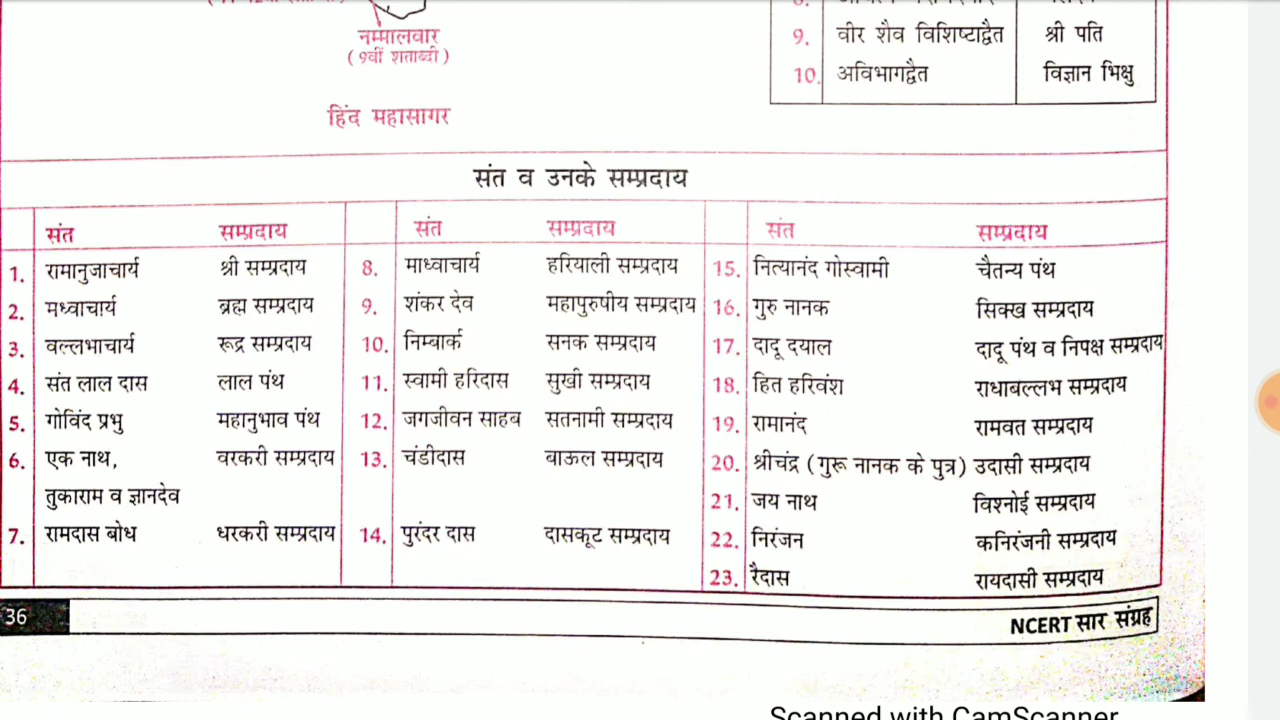 नम्मालवार
(9वीं शताब्दी)
हिंद महासागर
9. वीर शैव विशिष्टाद्वैत श्री पति
10. अविभागद्वैत विज्ञान भिक्षु
संत व उनके सम्प्रदाय
संत सम्प्रदाय संत सम्प्रदाय संत सम्प्रदाय
1. रामानुजाचार्य श्री सम्प्रदाय 8. माध्वाचार्य हरियाली सम्प्रदाय 15. नित्यानंद गोस्वामी चैतन्य पंथ
2. मध्वाचार्य ब्रह्म सम्प्रदाय 9. शंकर देव महापुरुषीय सम्प्रदाय 16. गुरु नानक सिक्ख सम्प्रदाय
3. वल्लभाचार्य रूद्र सम्प्रदाय 10. निम्बार्क सनक सम्प्रदाय 17. दादू दयाल दादू पंथ व निपक्ष सम्प्रदाय
4. संत लाल दास लाल पंथ 11. स्वामी हरिदास सुखी सम्प्रदाय 18. हित हरिवंश राधाबल्लभ सम्प्रदाय
5. गोविंद प्रभु महानुभाव पंथ 12. जगजीवन साहब सतनामी सम्प्रदाय 19. रामानंद रामवत सम्प्रदाय
6. एक नाथ, वरकरी सम्प्रदाय 13. चंडीदास बाऊल सम्प्रदाय 20. श्रीचंद्र (गुरू नानक के पुत्र) उदासी सम्प्रदाय
तुकाराम व ज्ञानदेव 21. जय नाथ विश्नोई सम्प्रदाय
7. रामदास बोध धरकरी सम्प्रदाय 14. पुरंदर दास दासकूट सम्प्रदाय 22. निरंजन कनिरंजनी सम्प्रदाय
23. रैदास रायदासी सम्प्रदाय
36 NCERT सार संग्रह
Scanned with CamScanner